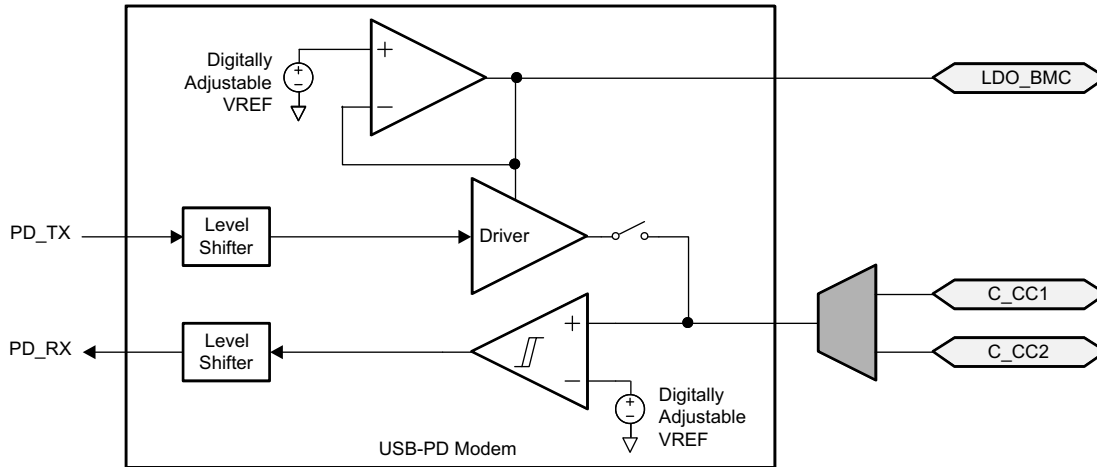 Digitally
Adjustable
VREF
+
−
+
−
LDO_BMC
PD_TX
Level
Shifter
Driver
C_CC1
PD_RX
Level
Shifter
+
−
+
−
C_CC2
Digitally
Adjustable
VREF
USB-PD Modem